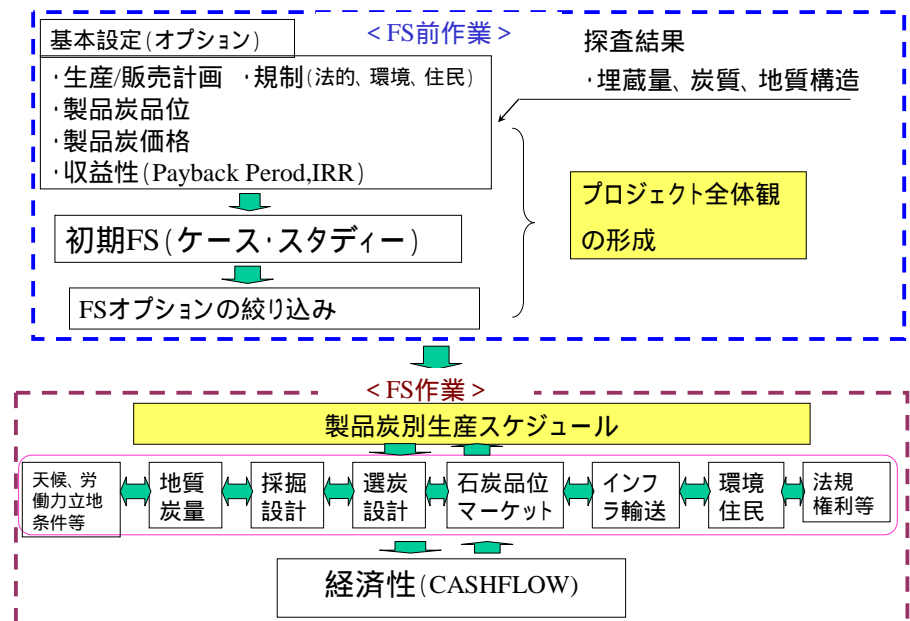 ＜FS前作業＞
基本設定(オプション)
・生産/販売計画 ・規制(法的、環境、住民)
・製品炭品位
・製品炭価格
・収益性(Payback Perod,IRR)
探査結果
・埋蔵量、炭質、地質構造
初期FS(ケース・スタディー)
FSオプションの絞り込み
プロジェクト全体観
の形成
＜FS作業＞
製品炭別生産スケジュール
天候、労
働力立地
条件等
地質
炭量
採掘
設計
選炭
設計
石炭品位
マーケット
インフ
ラ輸送
環境
住民
法規
権利等
経済性(CASHFLOW)